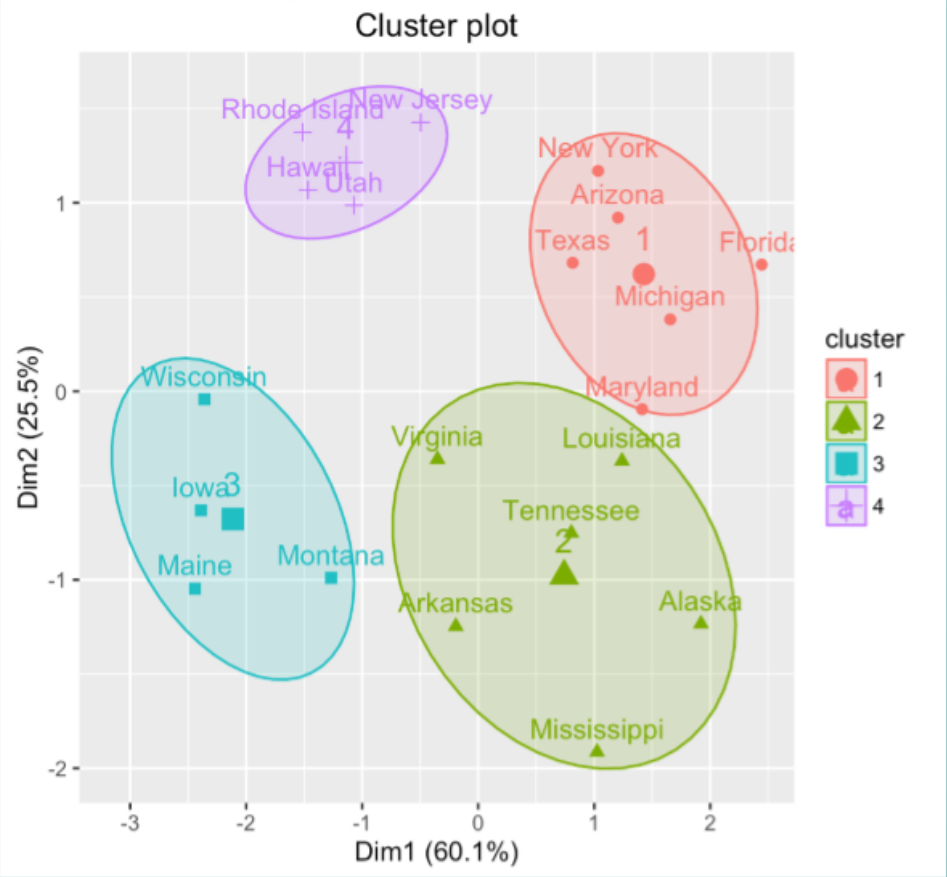 Cluster plot
New Jersey
Rhode Island
4
New York
Hawaii
Utah
Arizona
1
Texas
1
Florida
Michigan
cluster
1
Dim2 (25.5%)
0
Wisconsin
Maryland
2
Virginia
Louisiana
3
Iowa
3
Tennessee
a 4
2
Maine
Montana
-1
Arkansas
Alaska
Mississippi
-2
-3
-2
-1
0
1
2
Dim1 (60.1%)